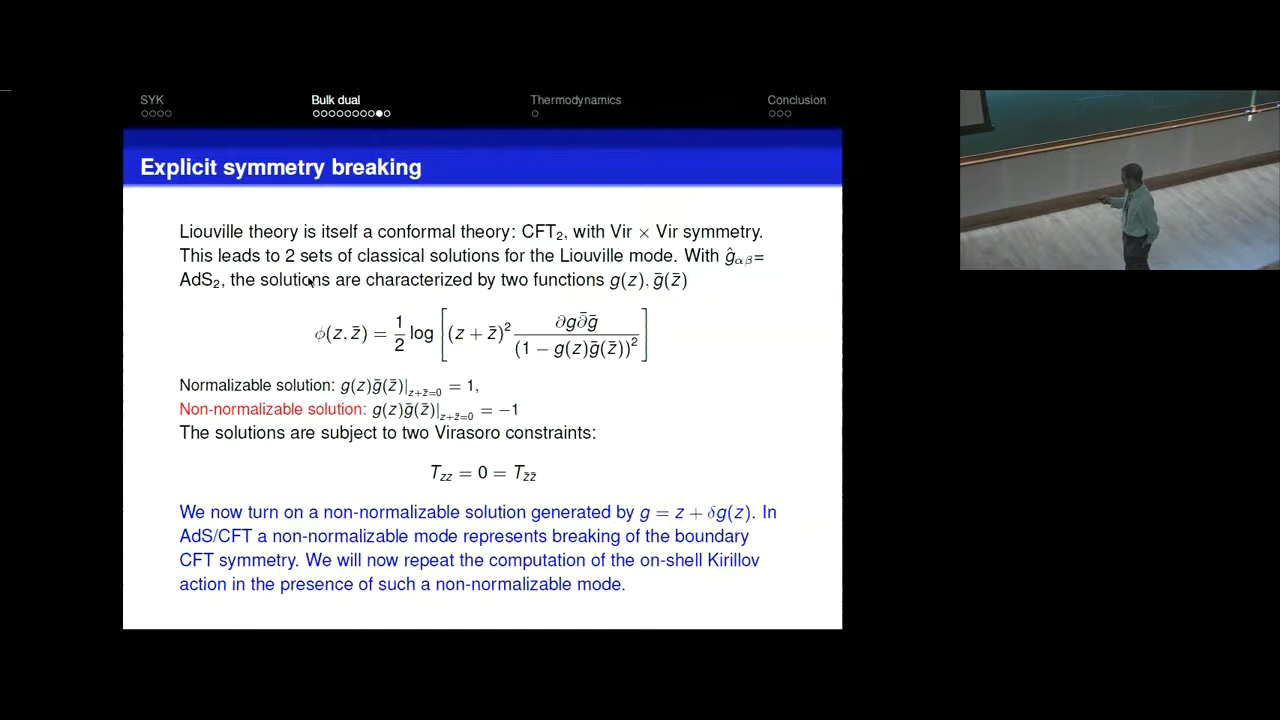 SYK Bulk dual Thermodynamics Conclusion
Explicit symmetry breaking
Liouville theory is itself a conformal theory: CFT₂, with Vir × Vir symmetry.
This leads to 2 sets of classical solutions for the Liouville mode. With ĝ_αβ=
AdS₂, the solutions are characterized by two functions g(z), ḡ(z̄)
ϕ(z, z̄) = 1/2 log [(z + z̄)² ∂g∂̄ḡ / (1 − g(z)ḡ(z̄))²]
Normalizable solution: g(z)ḡ(z̄)|_{z+z̄=0} = 1,
Non-normalizable solution: g(z)ḡ(z̄)|_{z+z̄=0} = −1
The solutions are subject to two Virasoro constraints:
T_{zz} = 0 = T_{z̄z̄}
We now turn on a non-normalizable solution generated by g = z + δg(z). In
AdS/CFT a non-normalizable mode represents breaking of the boundary
CFT symmetry. We will now repeat the computation of the on-shell Kirillov
action in the presence of such a non-normalizable mode.